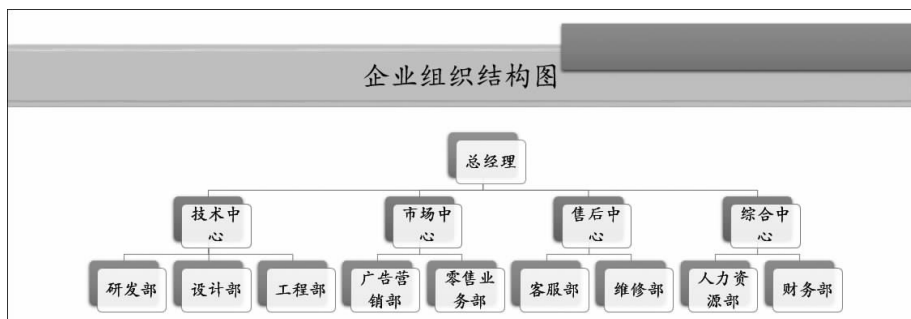 企业组织结构图
总经理
技术中
心
市场中
心
售后中
心
综合中
心
研发部
设计部
工程部
广告营
销部
零售业
务部
客服部
维修部
人力资
源部
财务部